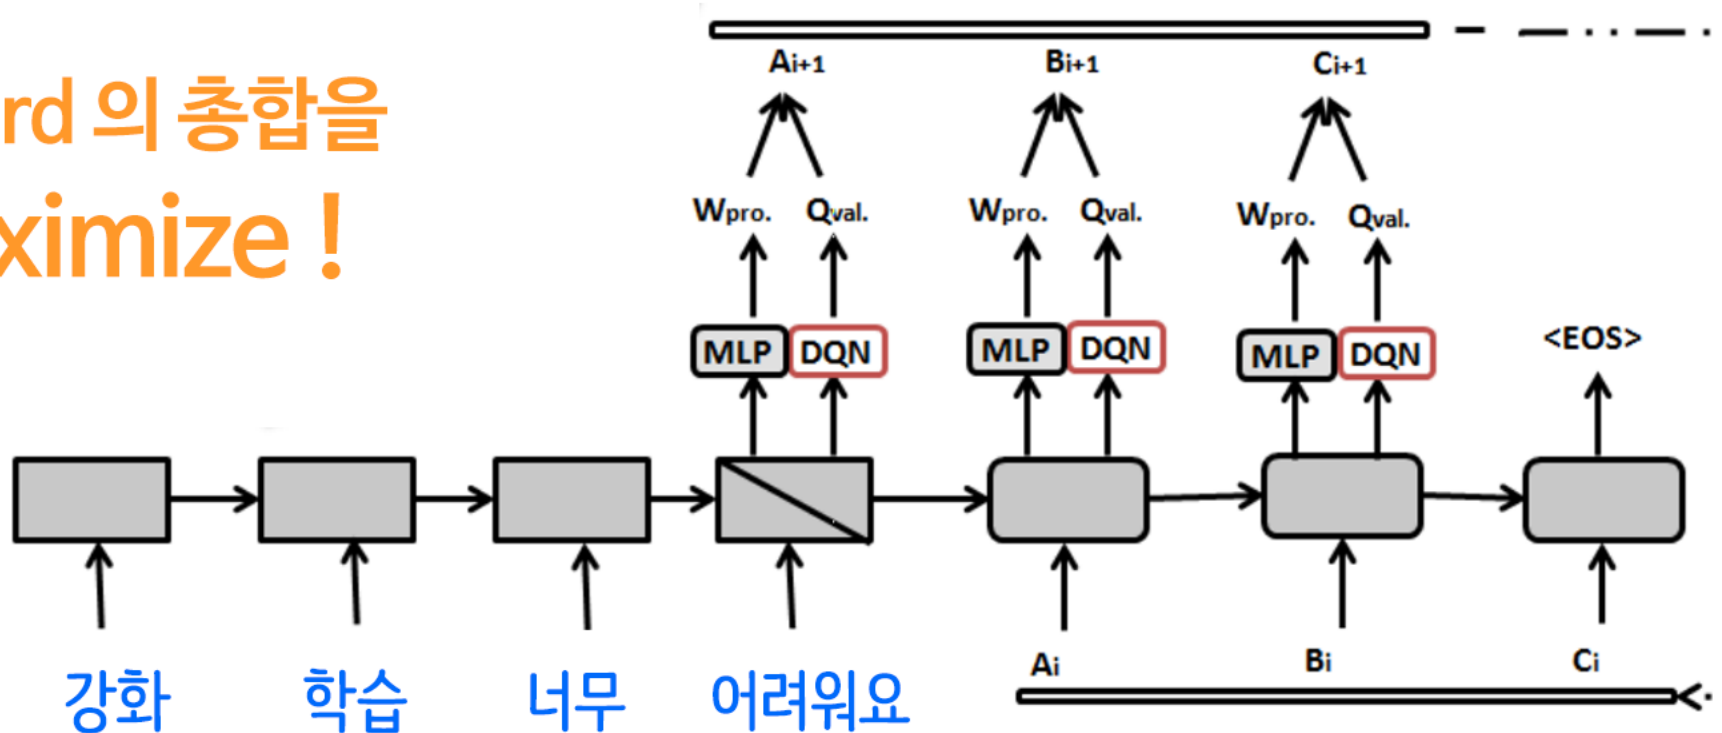 rd 의 총합을
ximize !
Ai+1 Bi+1 Ci+1
Wpro. Qval. Wpro. Qval. Wpro. Qval.
MLP DQN MLP DQN MLP DQN <EOS>
Ai Bi Ci
강화 학습 너무 어려워요